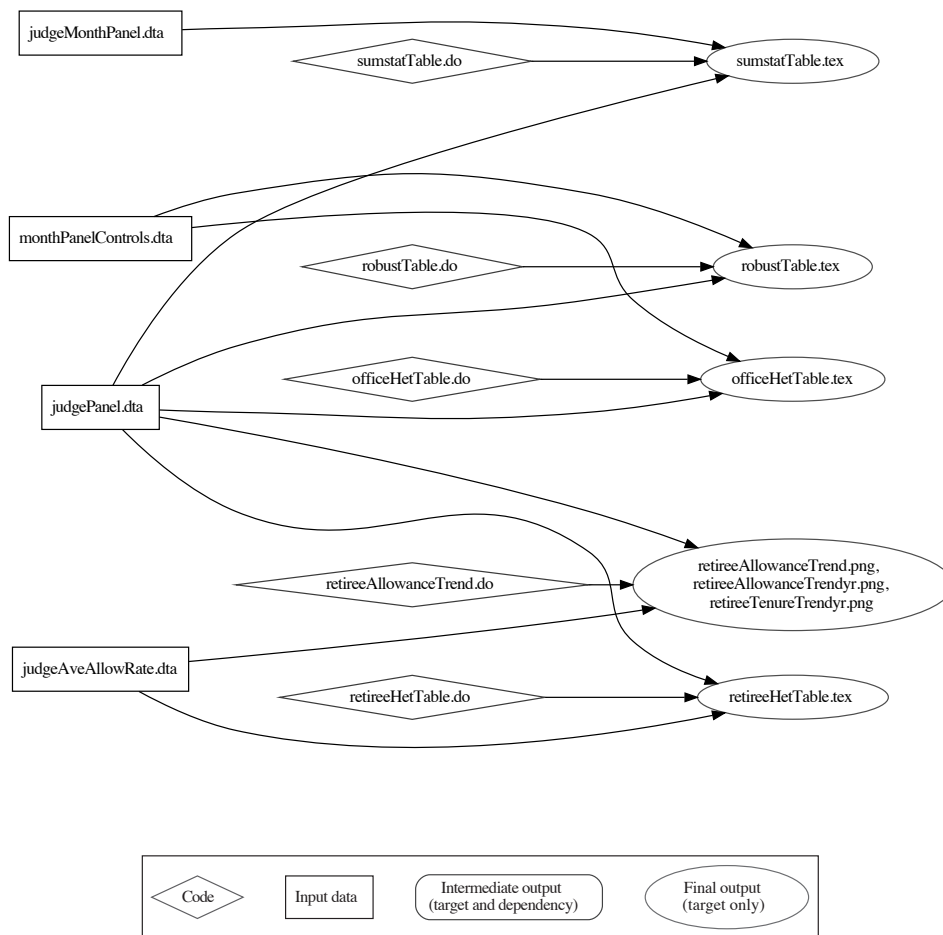 judgeMonthPanel.dta
sumstatTable.do
sumstatTable.tex
monthPanelControls.dta
robustTable.do
robustTable.tex
officeHetTable.do
officeHetTable.tex
judgePanel.dta
retireeAllowanceTrend.do
retireeAllowanceTrend.png,
retireeAllowanceTrendyr.png,
retireeTenureTrendyr.png
judgeAveAllowRate.dta
retireeHetTable.do
retireeHetTable.tex
Code
Input data
Intermediate output
(target and dependency)
Final output
(target only)